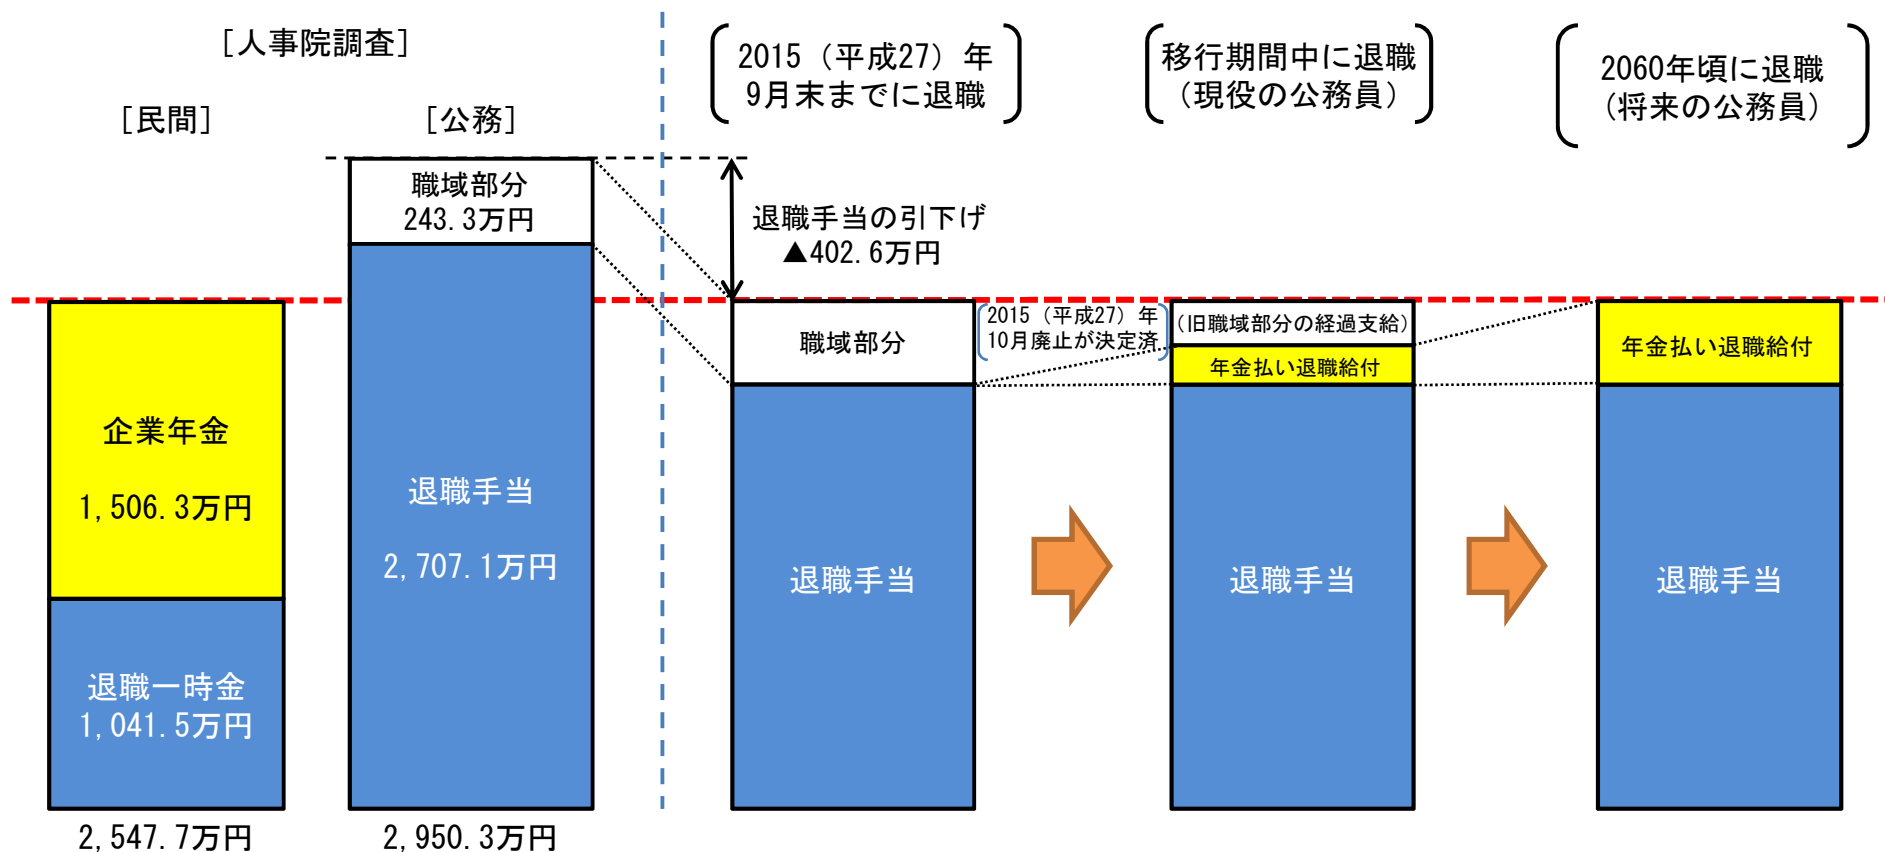 ［人事院調査］
［民間］
［公務］
職域部分
243.3万円
退職手当
2,707.1万円
2,950.3万円
企業年金
1,506.3万円
退職一時金
1,041.5万円
2,547.7万円
2015（平成27）年
9月末までに退職
退職手当の引下げ
▲402.6万円
職域部分
退職手当
2015（平成27）年
10月廃止が決定済
移行期間中に退職
（現役の公務員）
（旧職域部分の経過支給）
年金払い退職給付
退職手当
2060年頃に退職
（将来の公務員）
年金払い退職給付
退職手当